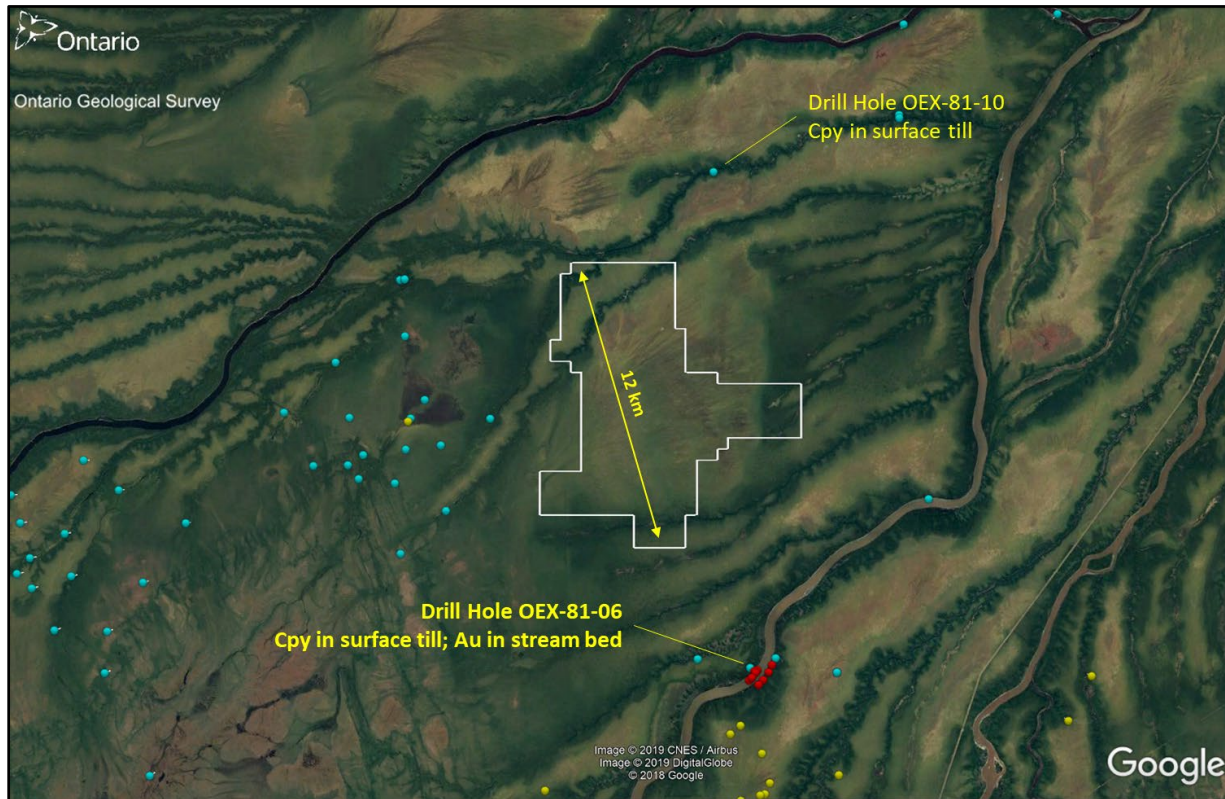 Ontario
Ontario Geological Survey
Drill Hole OEX-81-10
Cpy in surface till
12 km
Drill Hole OEX-81-06
Cpy in surface till; Au in stream bed
Image © 2019 CNES / Airbus
Image © 2019 DigitalGlobe
© 2018 Google
Google